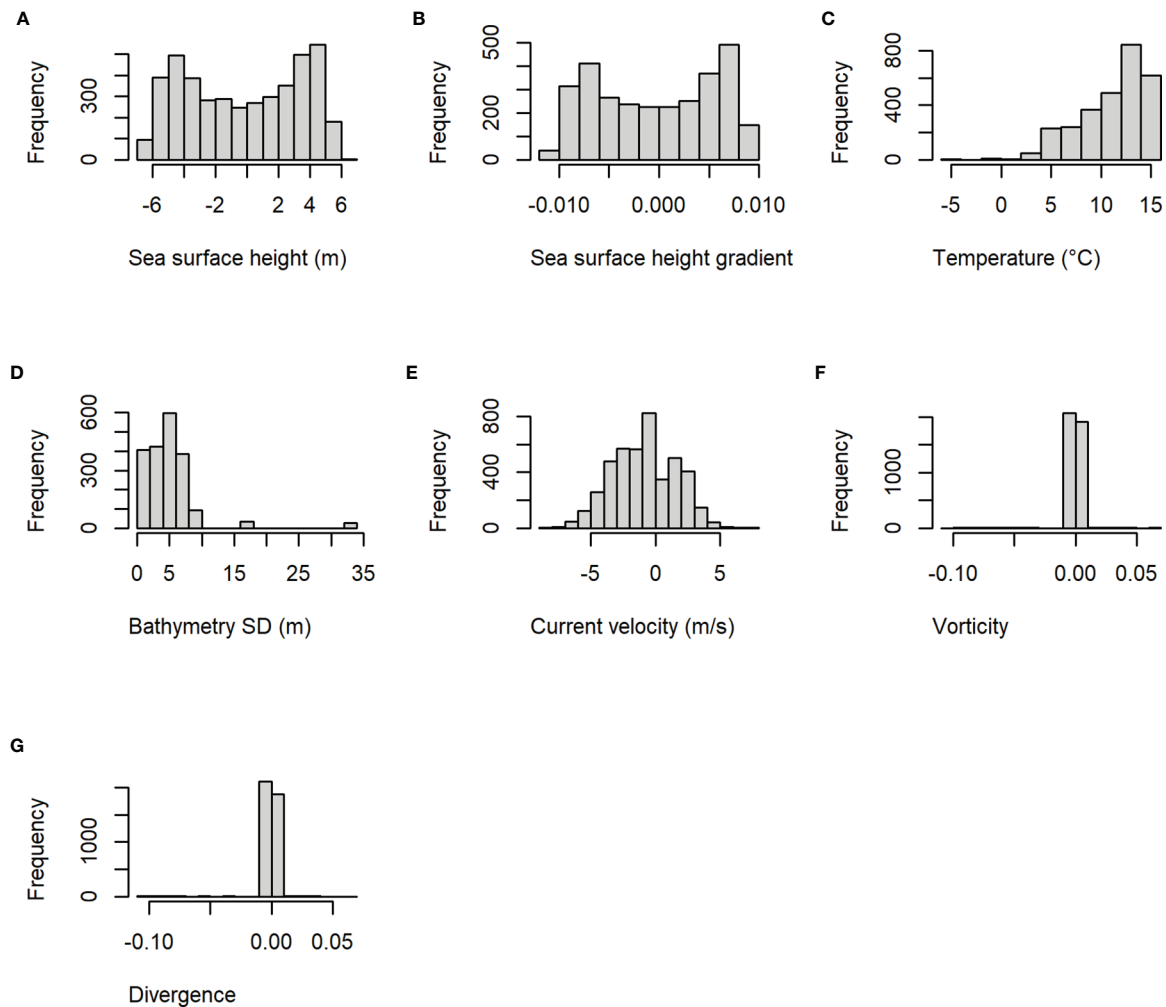 A
Frequency
0
300
-6
-2
2
4
6
Sea surface height (m)
B
Frequency
0
200
500
-0.010
0.000
0.010
Sea surface height gradient
C
Frequency
0
400
800
-5
0
5
10
15
Temperature (°C)
D
Frequency
0
300
600
0
5
15
25
35
Bathymetry SD (m)
E
Frequency
0
400
800
-5
0
5
Current velocity (m/s)
F
Frequency
0
1000
-0.10
0.00
0.05
Vorticity
G
Frequency
0
1000
-0.10
0.00
0.05
Divergence